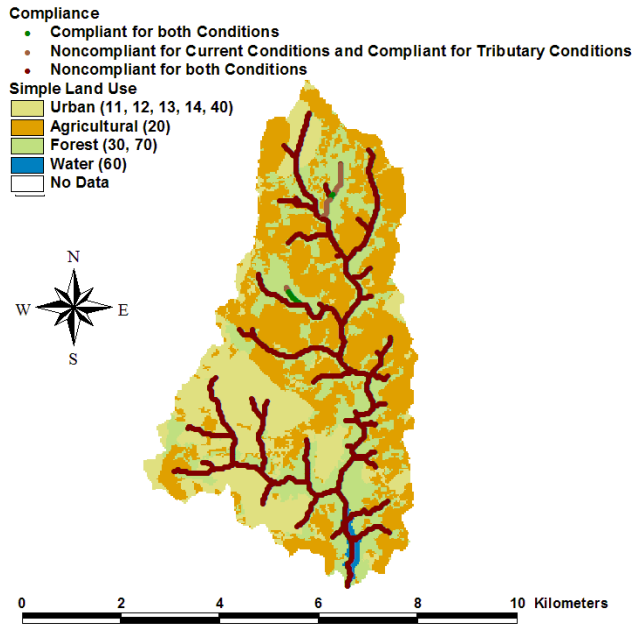 Compliance
Compliant for both Conditions
Noncompliant for Current Conditions and Compliant for Tributary Conditions
Noncompliant for both Conditions
Simple Land Use
Urban (11, 12, 13, 14, 40)
Agricultural (20)
Forest (30, 70)
Water (60)
No Data
N
W E
S
0 2 4 6 8 10 Kilometers